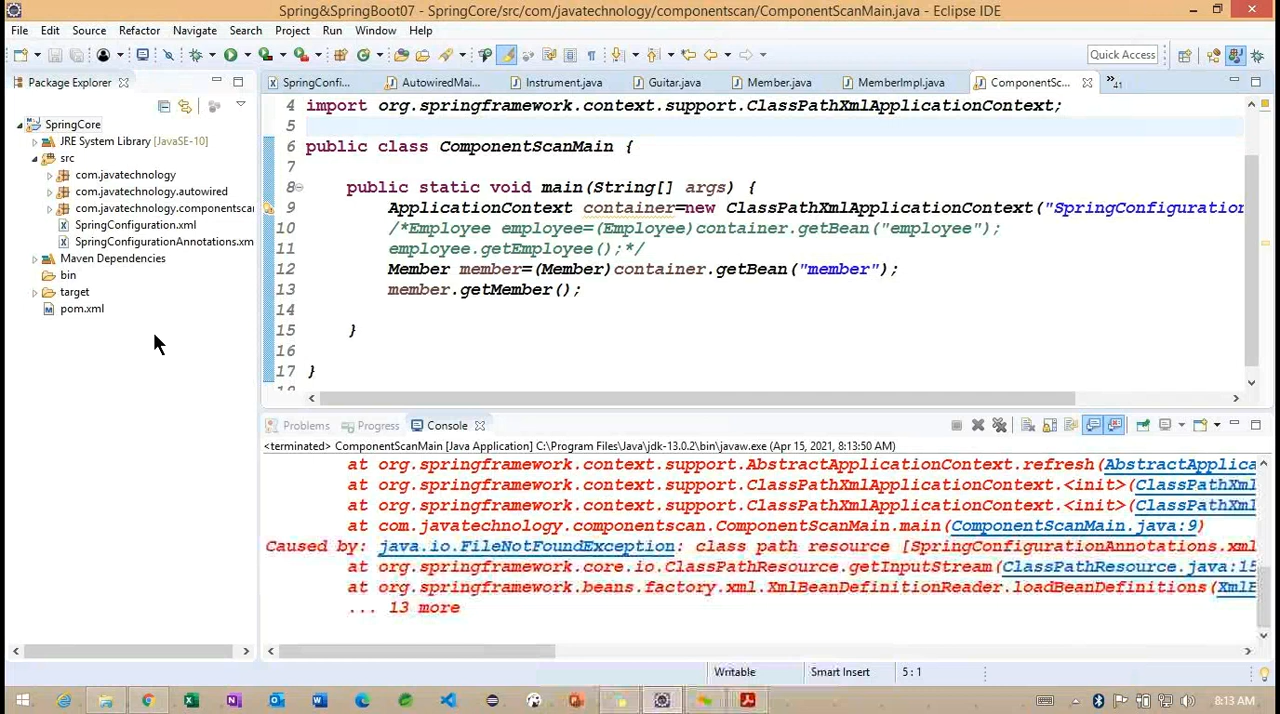 Spring&SpringBoot07 - SpringCore/src/com/javatechnology/componentscan/ComponentScanMain.java - Eclipse IDE
File Edit Source Refactor Navigate Search Project Run Window Help
Quick Access
Package Explorer
SpringCore
JRE System Library [JavaSE-10]
src
com.javatechnology
com.javatechnology.autowired
com.javatechnology.componentscar
SpringConfiguration.xml
SpringConfigurationAnnotations.xm
Maven Dependencies
bin
target
pom.xml
SpringConfi... AutowiredMai... Instrument.java Guitar.java Member.java MemberImpl.java ComponentSc... »41
4 import org.springframework.context.support.ClassPathXmlApplicationContext;
5
6 public class ComponentScanMain {
7
8 public static void main(String[] args) {
9 ApplicationContext container=new ClassPathXmlApplicationContext("SpringConfiguration
10 /*Employee employee=(Employee)container.getBean("employee");
11 employee.getEmployee();*/
12 Member member=(Member)container.getBean("member");
13 member.getMember();
14
15 }
16
17 }
Problems Progress Console
<terminated> ComponentScanMain [Java Application] C:\Program Files\Java\jdk-13.0.2\bin\javaw.exe (Apr 15, 2021, 8:13:50 AM)
at org.springframework.context.support.AbstractApplicationContext.refresh(AbstractApplica
at org.springframework.context.support.ClassPathXmlApplicationContext.<init>(ClassPathXml
at org.springframework.context.support.ClassPathXmlApplicationContext.<init>(ClassPathXml
at com.javatechnology.componentscan.ComponentScanMain.main(ComponentScanMain.java:9)
Caused by: java.io.FileNotFoundException: class path resource [SpringConfigurationAnnotations.xml
at org.springframework.core.io.ClassPathResource.getInputStream(ClassPathResource.java:15
at org.springframework.beans.factory.xml.XmlBeanDefinitionReader.loadBeanDefinitions(XmlB
... 13 more
Writable Smart Insert 5 : 1
8:13 AM